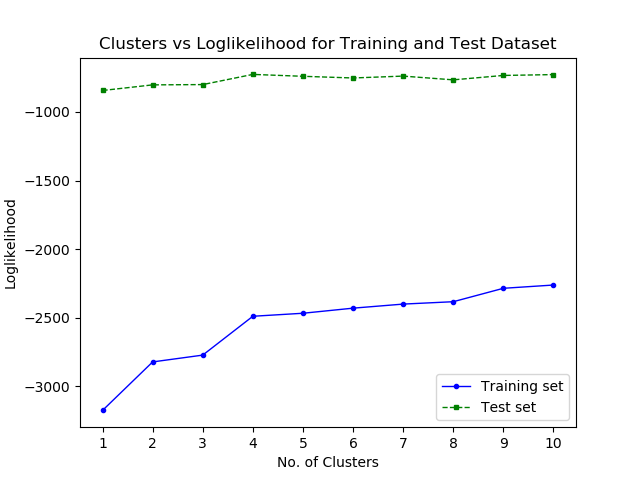 Clusters vs Loglikelihood for Training and Test Dataset
−1000
−1500
−2000
−2500
−3000
Loglikelihood
1 2 3 4 5 6 7 8 9 10
No. of Clusters
Training set
Test set